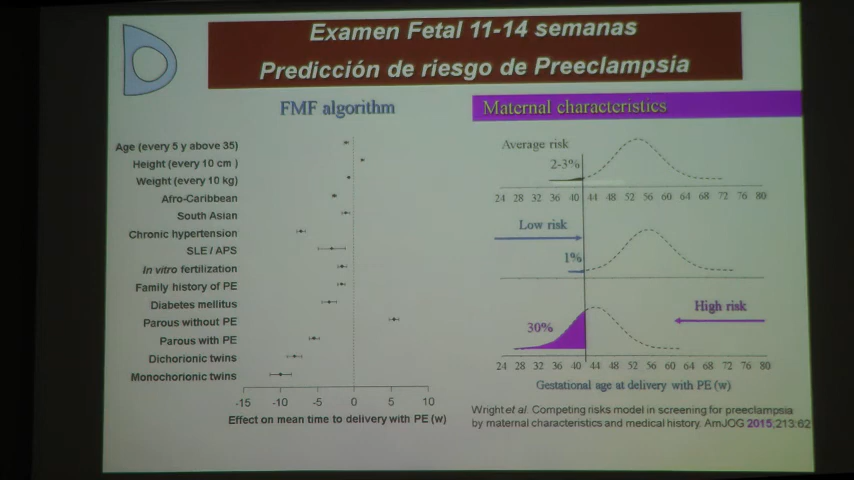 Examen Fetal 11-14 semanas
Predicción de riesgo de Preeclampsia
FMF algorithm
Age (every 5 y above 35)
Height (every 10 cm )
Weight (every 10 kg)
Afro-Caribbean
South Asian
Chronic hypertension
SLE / APS
In vitro fertilization
Family history of PE
Diabetes mellitus
Parous without PE
Parous with PE
Dichorionic twins
Monochorionic twins
-15 -10 -5 0 5 10
Effect on mean time to delivery with PE (w)
Maternal characteristics
Average risk
2-3%
24 28 32 36 40 44 48 52 56 60 64 68 72 76 80
Low risk
1%
High risk
30%
24 28 32 36 40 44 48 52 56 60 64 68 72 76 80
Gestational age at delivery with PE (w)
Wright et al. Competing risks model in screening for preeclampsia
by maternal characteristics and medical history. AmJOG 2015;213:62